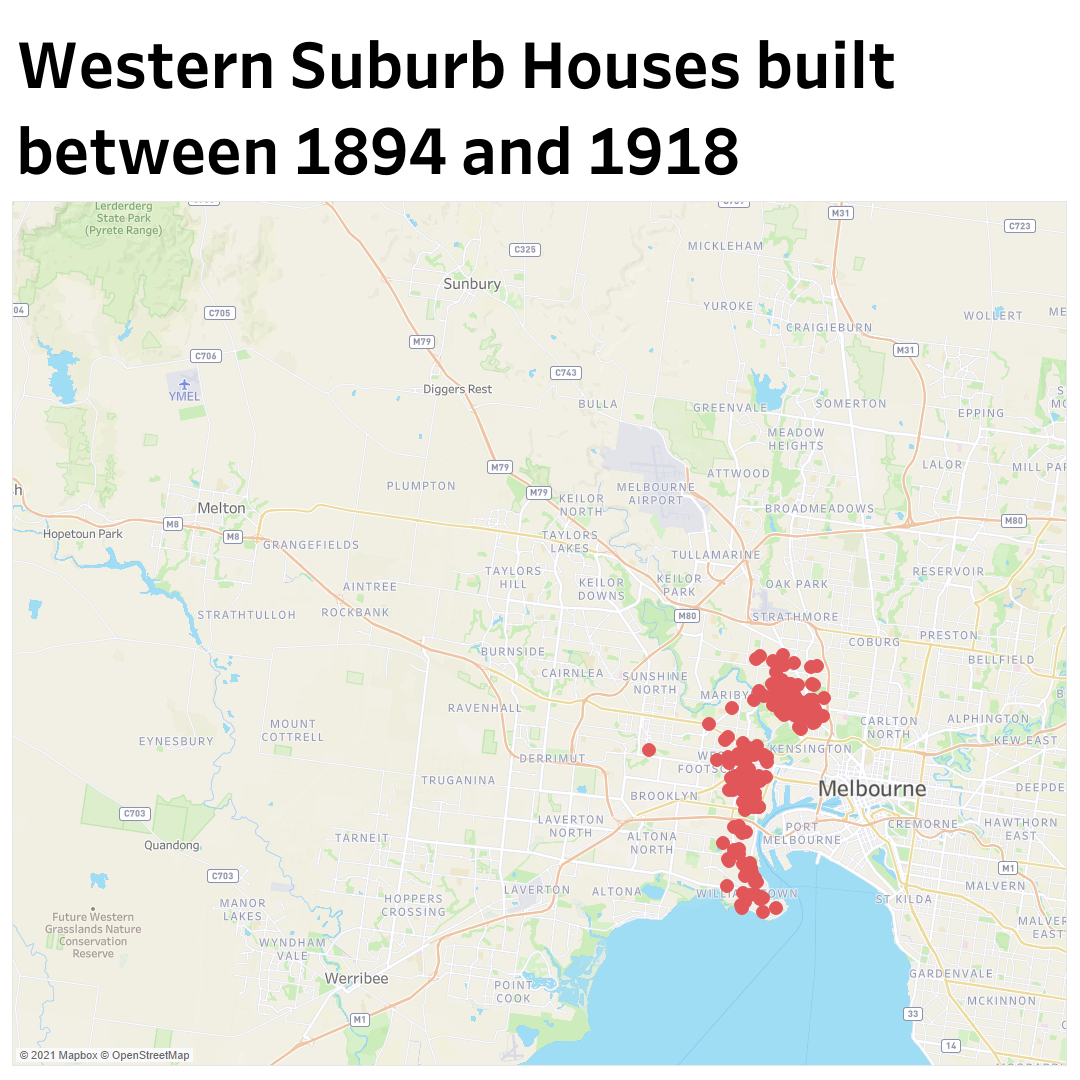 Western Suburb Houses built
between 1894 and 1918
Lerderderg
State Park
(Pyrete Range)
M31
C723
MICKLEHAM
C325
Sunbury
YUROKE
04
C705
WOLLERT
ME
CRAIGIEBURN
M79
M31
C706
C743
YMEL
Diggers Rest
BULLA
GREENVALE
SOMERTON
EPPING
MEADOW
HEIGHTS
M79
LALOR
MILL PAR
ATTWOOD
PLUMPTON
MELBOURNE
AIRPORT
h
M79
KEILOR
NORTH
Melton
BROADMEADOWS
M8
M80
Hopetoun Park
M8
GRANGEFIELDS
TAYLORS
LAKES
TULLAMARINE
TAYLORS
HILL
KEILOR
DOWNS
KEILOR
PARK
OAK PARK
RESERVOIR
AINTREE
STRATHTULLOH
ROCKBANK
M80
STRATHMORE
COBURG
PRESTON
BURNSIDE
BELLFIELD
CAIRNLEA
SUNSHINE
NORTH
MARIBY
RAVENHALL
MOUNT
COTTRELL
CARLTON
NORTH
ALPHINGTON
EYNESBURY
KEW EAST
DERRIMUT
KENSINGTON
FOOTSC
TRUGANINA
BROOKLYN
Melbourne
DEEPDE
C703
LAVERTON
NORTH
PORT
MELBOURNE
CREMORNE
HAWTHORN
EAST
Quandong
TARNEIT
ALTONA
NORTH
C703
M1
MALVERN
MANOR
LAKES
HOPPERS
CROSSING
LAVERTON
ALTONA
WILLIA
OWN
ST KILDA
Future Western
Grasslands Nature
Conservation
Reserve
MALVER
EAST
WYNDHAM
VALE
Werribee
GARDENVALE
POINT
COOK
MCKINNON
M1
33
14
© 2021 Mapbox © OpenStreetMap